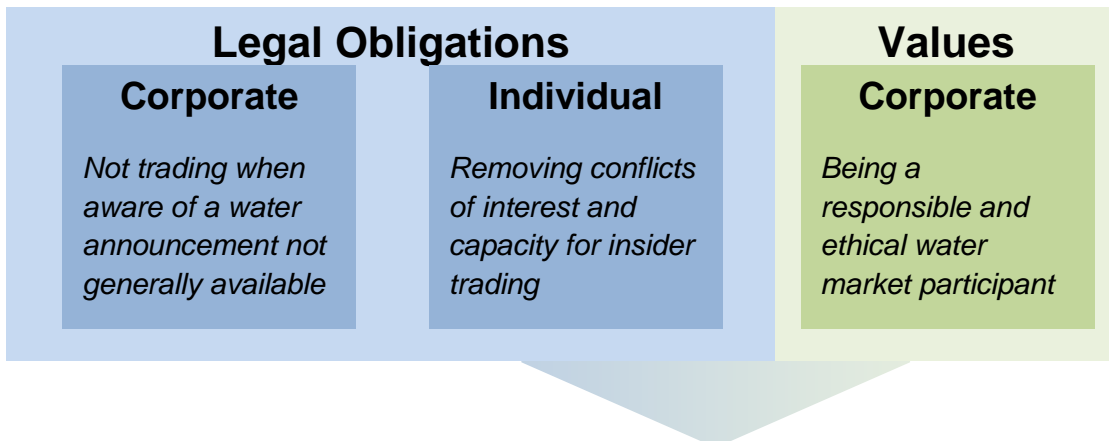 Legal Obligations
Corporate
Not trading when
aware of a water
announcement not
generally available
Individual
Removing conflicts
of interest and
capacity for insider
trading
Values
Corporate
Being a
responsible and
ethical water
market participant